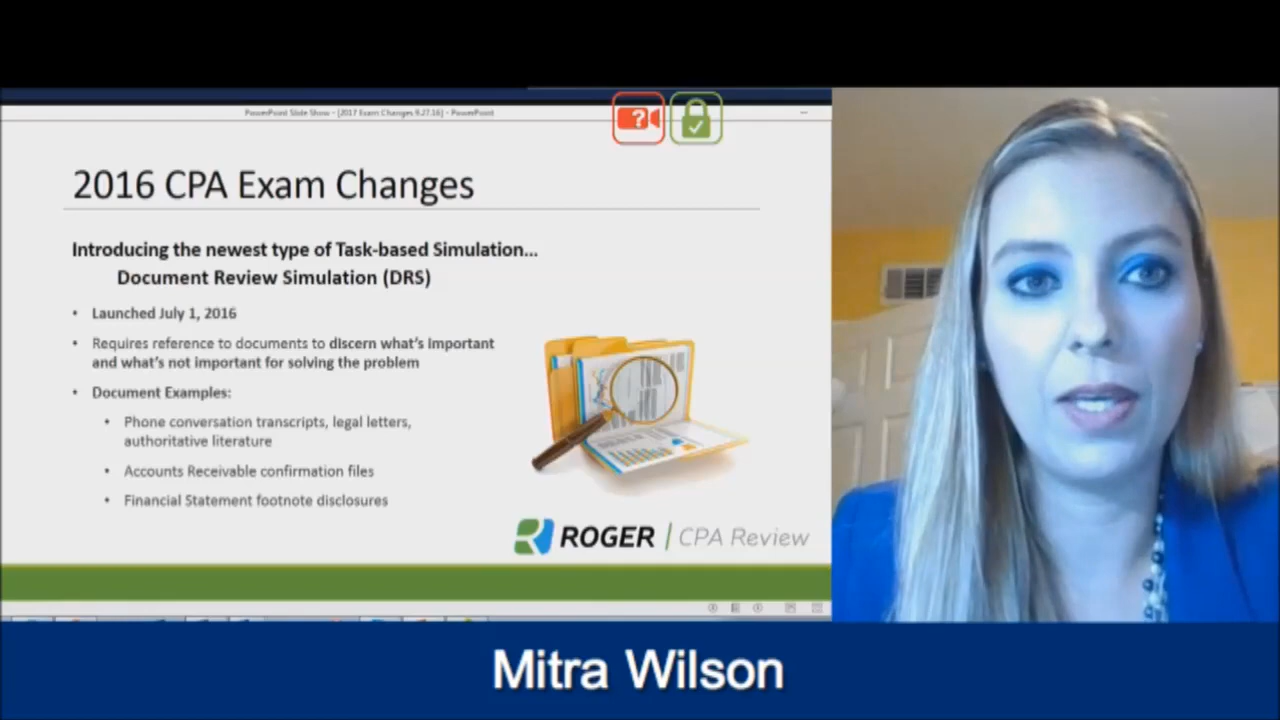 PowerPoint Slide Show - [2017 Exam Changes 9.27.16] - PowerPoint
2016 CPA Exam Changes
Introducing the newest type of Task-based Simulation...
Document Review Simulation (DRS)
• Launched July 1, 2016
• Requires reference to documents to discern what's important
and what's not important for solving the problem
• Document Examples:
• Phone conversation transcripts, legal letters,
authoritative literature
• Accounts Receivable confirmation files
• Financial Statement footnote disclosures
ROGER | CPA Review
Mitra Wilson